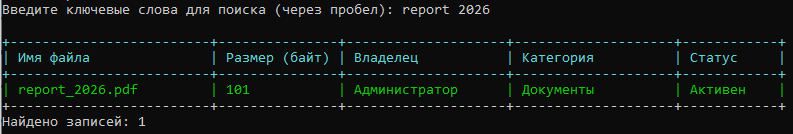 Введите ключевые слова для поиска (через пробел): report 2026
+-------------------------+---------------+--------------------+--------------------+------------+
| Имя файла | Размер (байт) | Владелец | Категория | Статус |
+-------------------------+---------------+--------------------+--------------------+------------+
| report_2026.pdf | 101 | Администратор | Документы | Активен |
+-------------------------+---------------+--------------------+--------------------+------------+
Найдено записей: 1